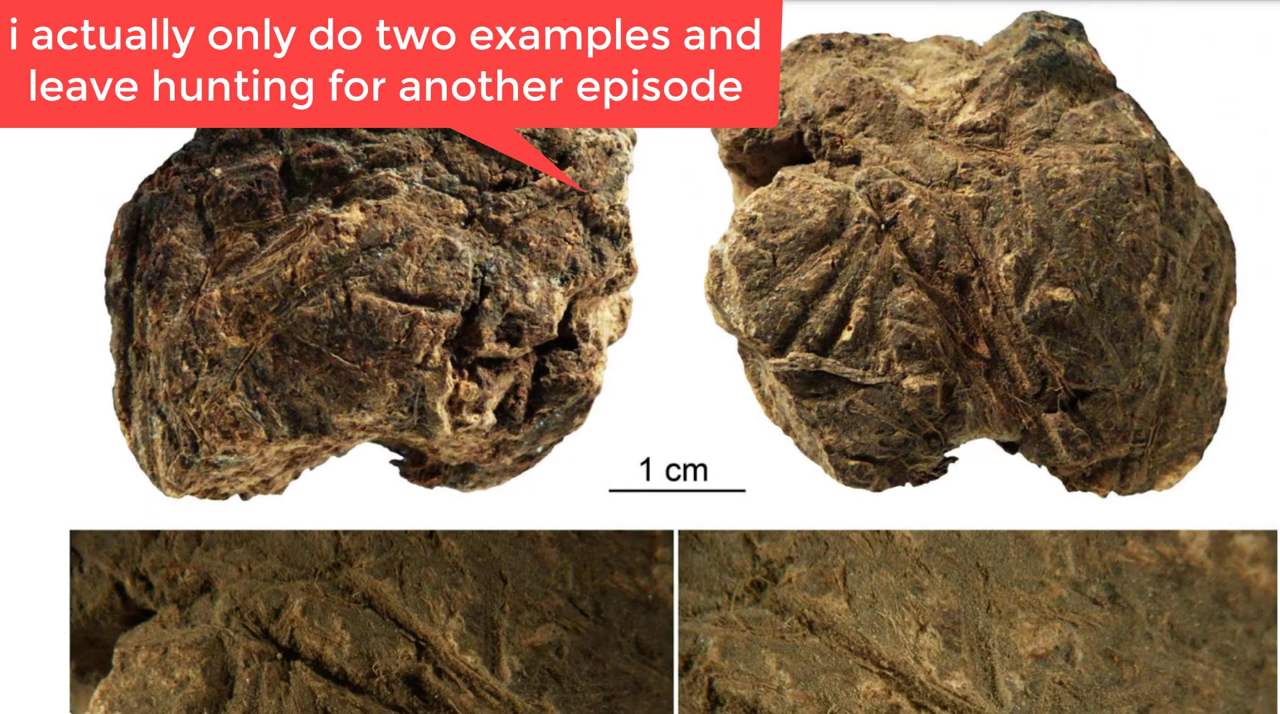 i actually only do two examples and
leave hunting for another episode
1 cm